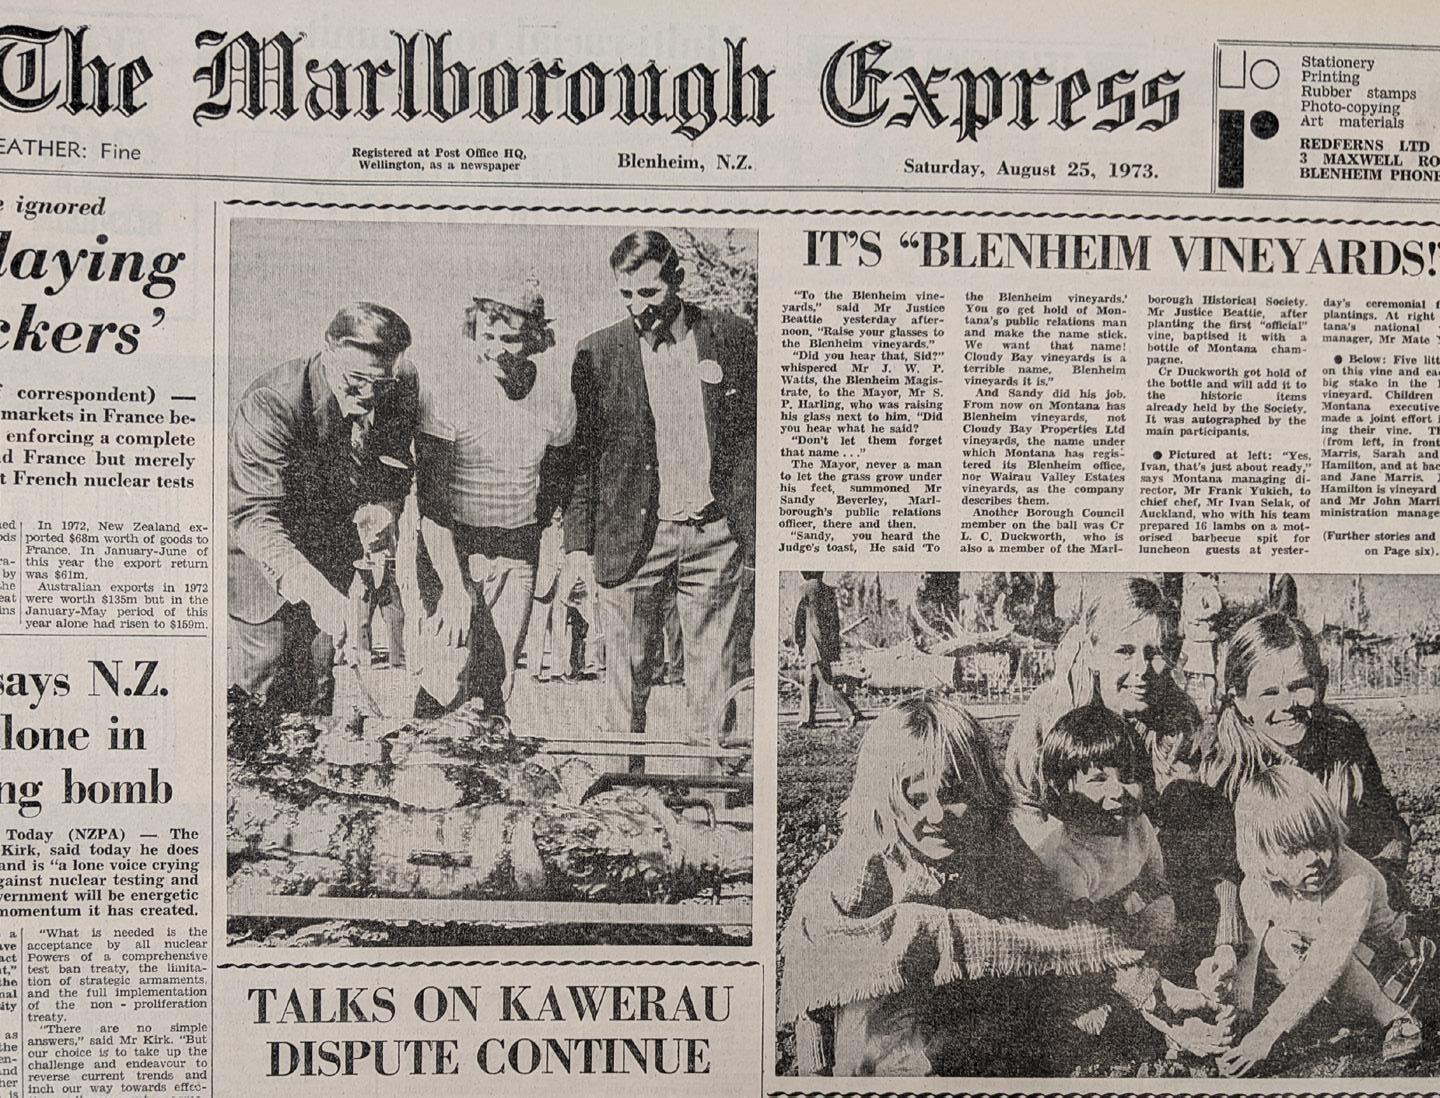 The Marlborough Express
EATHER: Fine
Registered at Post Office HQ,
Wellington, as a newspaper
Blenheim, N.Z.
Saturday, August 25, 1973.
Stationery
Printing
Rubber stamps
Photo-copying
Art materials
REDFERNS LTD
3 MAXWELL RO
BLENHEIM PHONE
e ignored
laying
ckers'
f correspondent) —
markets in France be-
enforcing a complete
d France but merely
t French nuclear tests
ned
ods
ra-
by
he
eat
ins
In 1972, New Zealand ex-
ported $68m worth of goods to
France. In January-June of
this year the export return
was $61m.
Australian exports in 1972
were worth $135m but in the
January-May period of this
year alone had risen to $159m.
says N.Z.
lone in
ng bomb
Today (NZPA) — The
Kirk, said today he does
and is "a lone voice crying
gainst nuclear testing and
vernment will be energetic
momentum it has created.
a
ave
act
t,"
the
nal
ity
as
the
en-
and
her
is
"What is needed is the
acceptance by all nuclear
Powers of a comprehensive
test ban treaty, the limita-
tion of strategic armaments,
and the full implementation
of the non - proliferation
treaty.
"There are no simple
answers," said Mr Kirk. "But
our choice is to take up the
challenge and endeavour to
reverse current trends and
inch our way towards effec-
TALKS ON KAWERAU
DISPUTE CONTINUE
IT'S "BLENHEIM VINEYARDS!"
"To the Blenheim vine-
yards," said Mr Justice
Beattie yesterday after-
noon, "Raise your glasses to
the Blenheim vineyards."
"Did you hear that, Sid?"
whispered Mr J. W. P.
Watts, the Blenheim Magis-
trate, to the Mayor, Mr S.
P. Harling, who was raising
his glass next to him. "Did
you hear what he said?
"Don't let them forget
that name . . ."
The Mayor, never a man
to let the grass grow under
his feet, summoned Mr
Sandy Beverley, Marl-
borough's public relations
officer, there and then.
"Sandy, you heard the
Judge's toast, He said 'To
the Blenheim vineyards.'
You go get hold of Mon-
tana's public relations man
and make the name stick.
We want that name!
Cloudy Bay vineyards is a
terrible name, Blenheim
vineyards it is."
And Sandy did his job.
From now on Montana has
Blenheim vineyards, not
Cloudy Bay Properties Ltd
vineyards, the name under
which Montana has regis-
tered its Blenheim office,
nor Wairau Valley Estates
vineyards, as the company
describes them.
Another Borough Council
member on the ball was Cr
L. C. Duckworth, who is
also a member of the Marl-
borough Historical Society.
Mr Justice Beattie, after
planting the first "official"
vine, baptised it with a
bottle of Montana cham-
pagne.
Cr Duckworth got hold of
the bottle and will add it to
the historic items
already held by the Society.
It was autographed by the
main participants.
● Pictured at left: "Yes,
Ivan, that's just about ready,"
says Montana managing di-
rector, Mr Frank Yukich, to
chief chef, Mr Ivan Selak, of
Auckland, who with his team
prepared 16 lambs on a mot-
orised barbecue spit for
luncheon guests at yester-
day's ceremonial f
plantings. At right
tana's national
manager, Mr Mate Y
● Below: Five litt
on this vine and eac
big stake in the
vineyard. Children
Montana executive
made a joint effort i
ing their vine. Th
(from left, in front
Marris, Sarah and
Hamilton, and at bac
and Jane Marris.
Hamilton is vineyard
and Mr John Marri
ministration manage
(Further stories and
on Page six).